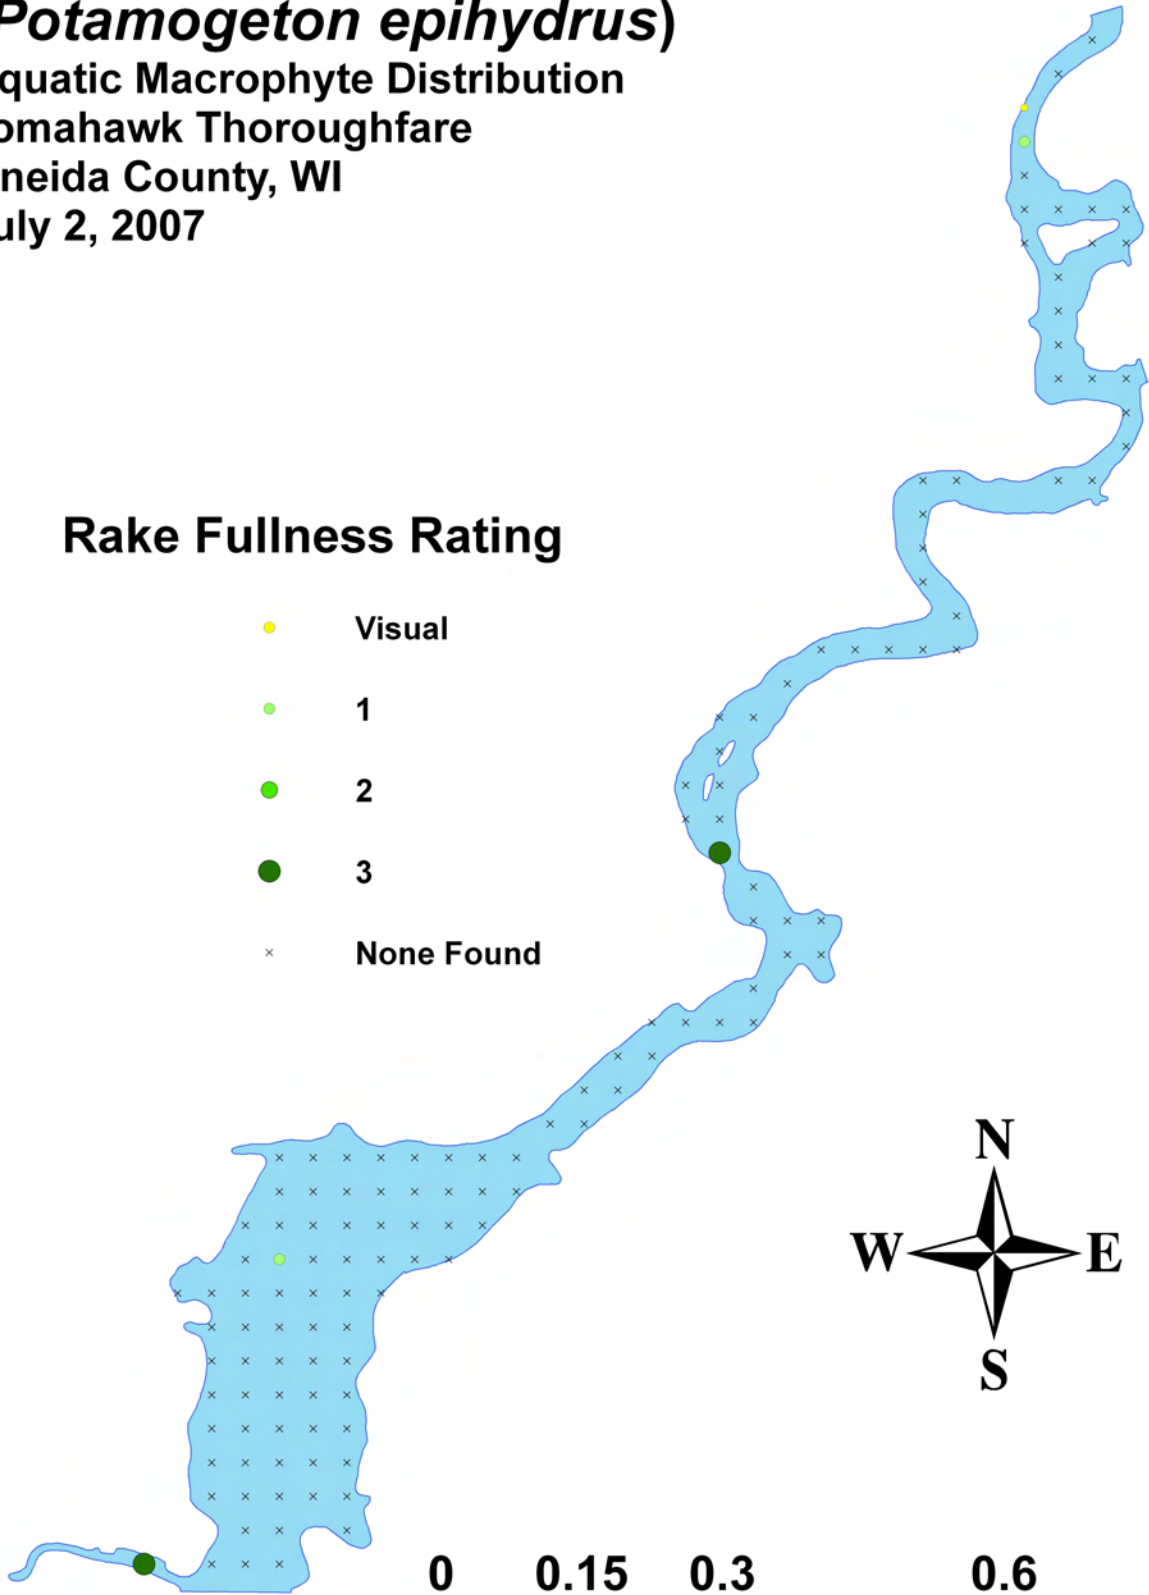 Potamogeton epihydrus)
quatic Macrophyte Distribution
omahawk Thoroughfare
neida County, WI
uly 2, 2007
Rake Fullness Rating
Visual
1
2
3
None Found
N
W E
S
0 0.15 0.3 0.6